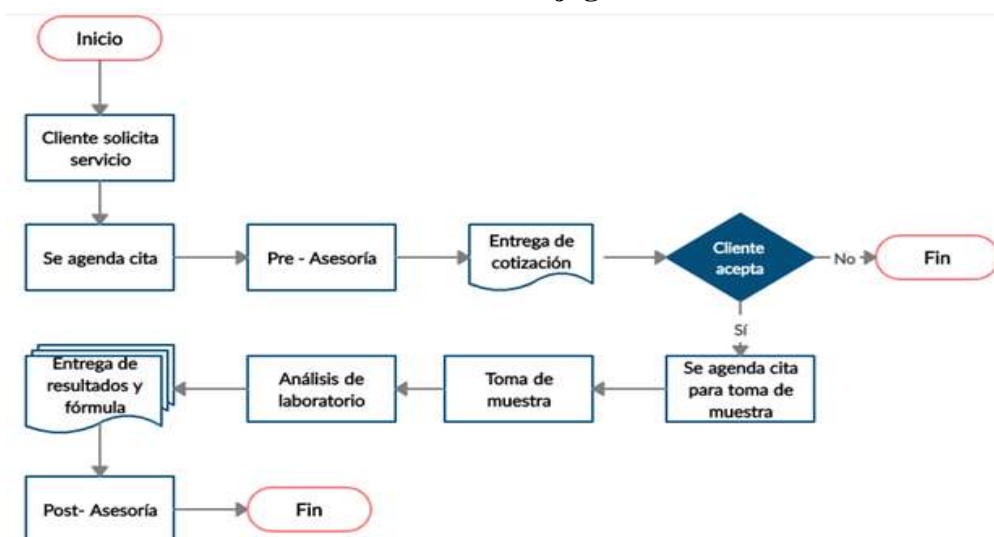 Inicio
Cliente solicita
servicio
Se agenda cita
Pre - Asesoría
Entrega de
cotización
Cliente
acepta
No
Fin
Sí
Se agenda cita
para toma de
muestra
Toma de
muestra
Análisis de
laboratorio
Entrega de
resultados y
fórmula
Post- Asesoría
Fin